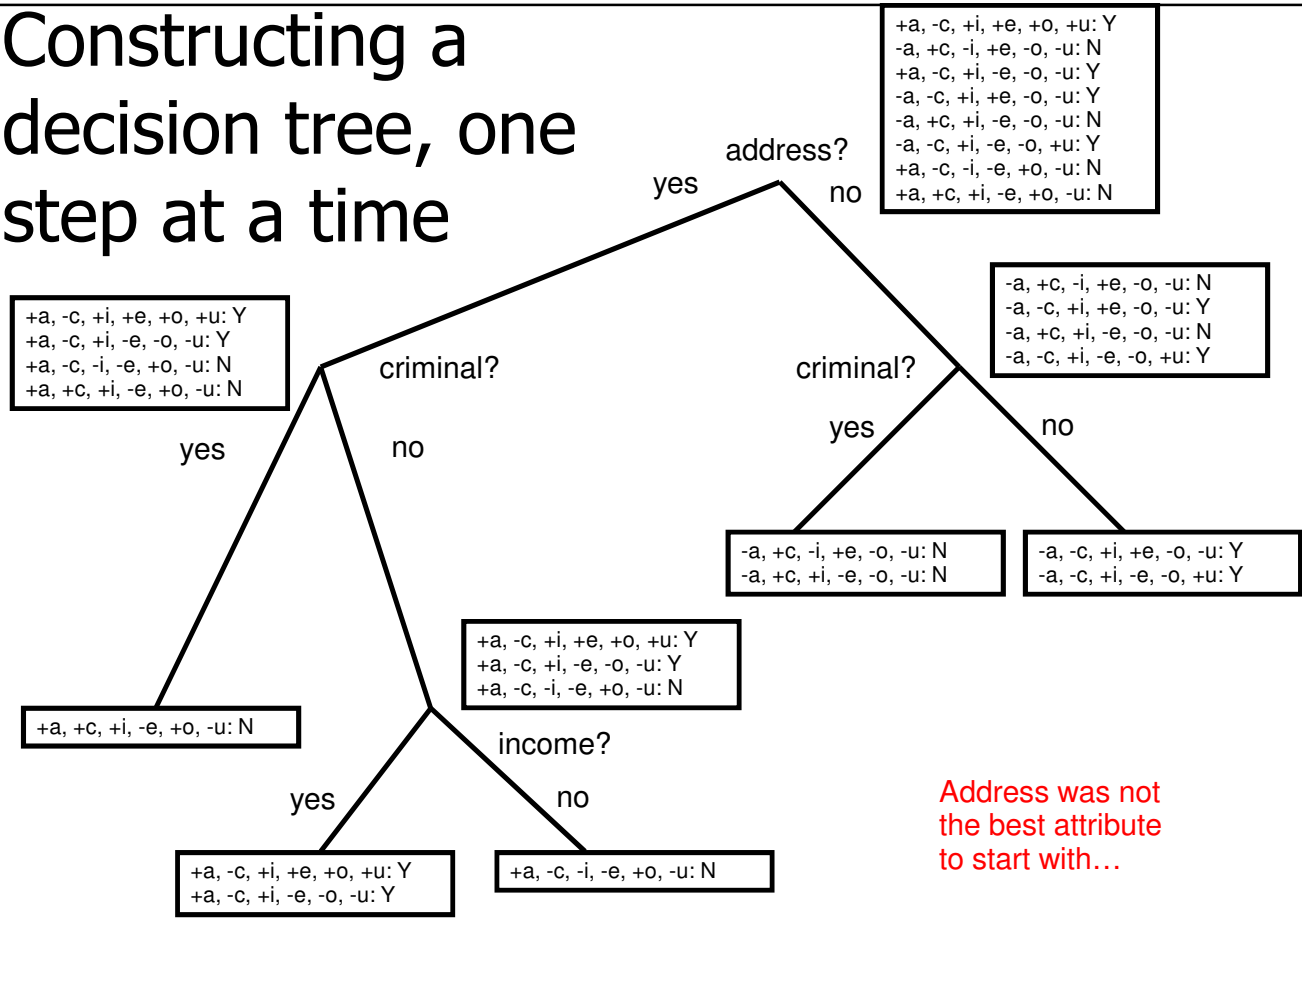 Constructing a
decision tree, one
step at a time
+a, -c, +i, +e, +o, +u: Y
-a, +c, -i, +e, -o, -u: N
+a, -c, +i, -e, -o, -u: Y
-a, -c, +i, +e, -o, -u: Y
-a, +c, +i, -e, -o, -u: N
-a, -c, +i, -e, -o, +u: Y
+a, -c, -i, -e, +o, -u: N
+a, +c, +i, -e, +o, -u: N
address?
yes
no
+a, -c, +i, +e, +o, +u: Y
+a, -c, +i, -e, -o, -u: Y
+a, -c, -i, -e, +o, -u: N
+a, +c, +i, -e, +o, -u: N
criminal?
yes
no
-a, +c, -i, +e, -o, -u: N
-a, -c, +i, +e, -o, -u: Y
-a, +c, +i, -e, -o, -u: N
-a, -c, +i, -e, -o, +u: Y
criminal?
yes
no
-a, +c, -i, +e, -o, -u: N
-a, +c, +i, -e, -o, -u: N
-a, -c, +i, +e, -o, -u: Y
-a, -c, +i, -e, -o, +u: Y
+a, -c, +i, +e, +o, +u: Y
+a, -c, +i, -e, -o, -u: Y
+a, -c, -i, -e, +o, -u: N
+a, +c, +i, -e, +o, -u: N
income?
yes
no
+a, -c, +i, +e, +o, +u: Y
+a, -c, +i, -e, -o, -u: Y
+a, -c, -i, -e, +o, -u: N
Address was not
the best attribute
to start with…